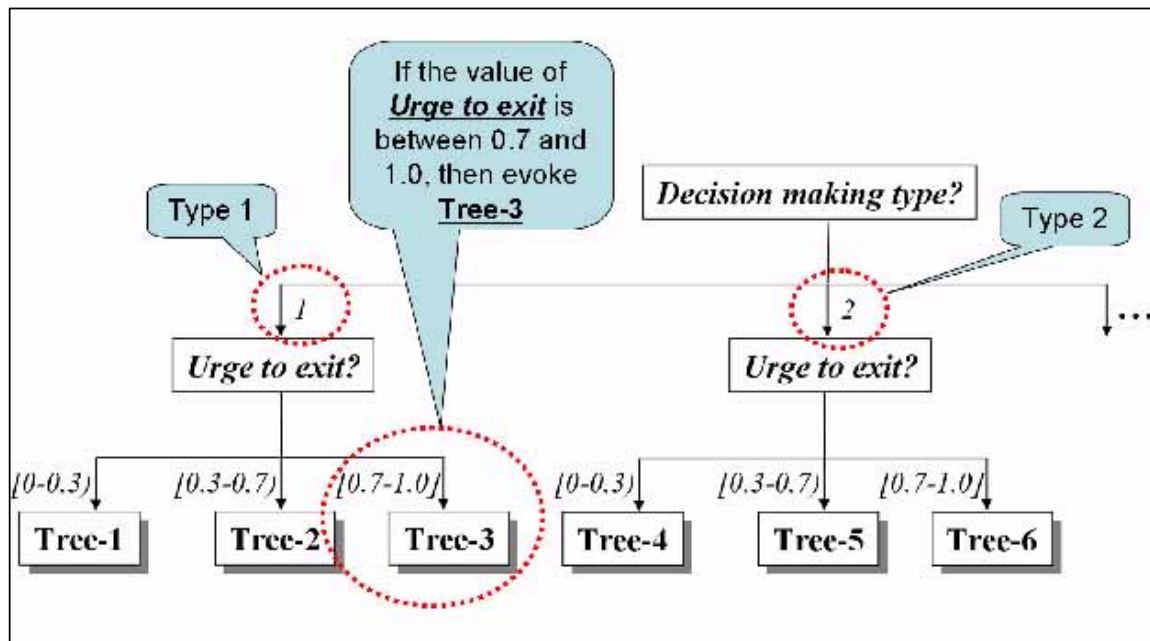 If the value of
Urge to exit is
between 0.7 and
1.0, then evoke
Tree-3
Decision making type?
Type 1
Type 2
1
2
...
Urge to exit?
Urge to exit?
[0-0.3)
[0.3-0.7)
[0.7-1.0]
[0-0.3)
[0.3-0.7)
[0.7-1.0]
Tree-1
Tree-2
Tree-3
Tree-4
Tree-5
Tree-6